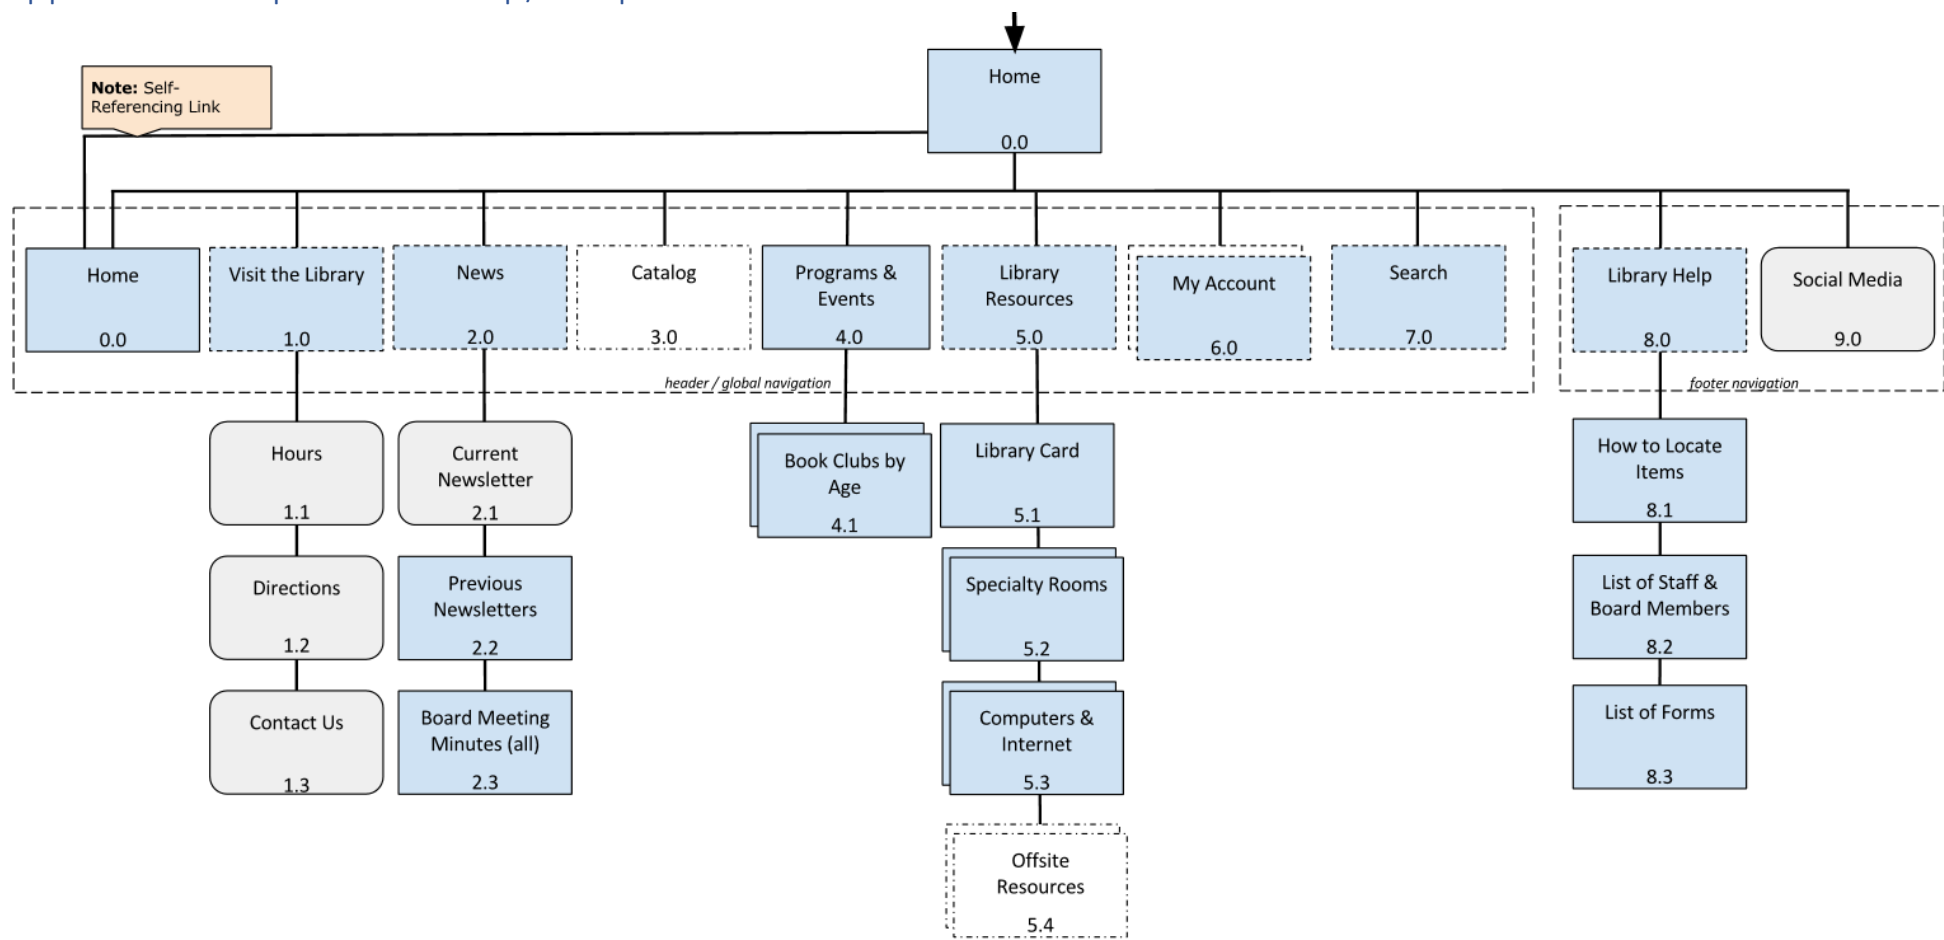 Home
0.0
Note: Self-
Referencing Link
Home
0.0
Visit the Library
1.0
News
2.0
Catalog
3.0
Programs &
Events
4.0
Library
Resources
5.0
My Account
6.0
Search
7.0
header / global navigation
Library Help
8.0
Social Media
9.0
footer navigation
Hours
1.1
Directions
1.2
Contact Us
1.3
Current
Newsletter
2.1
Previous
Newsletters
2.2
Board Meeting
Minutes (all)
2.3
Book Clubs by
Age
4.1
Library Card
5.1
Specialty Rooms
5.2
Computers &
Internet
5.3
Offsite
Resources
5.4
How to Locate
Items
8.1
List of Staff &
Board Members
8.2
List of Forms
8.3